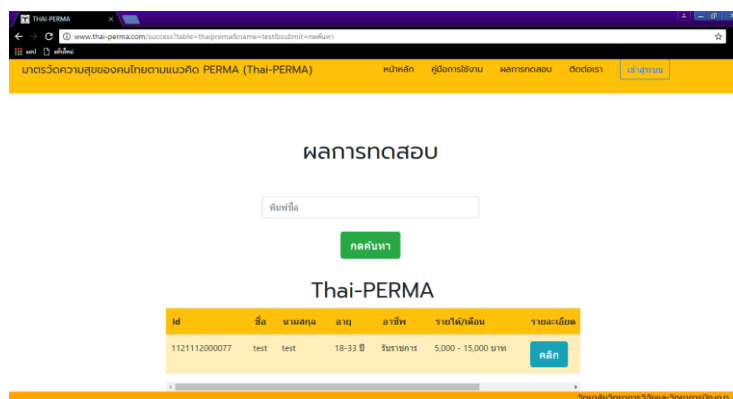 THAI-PERMA
www.thai-perma.com/success?table=thaiprema&name=test&submit=กดค้นหา
แอป แท็บใหม่
มาตรวัดความสุขของคนไทยตามแนวคิด PERMA (Thai-PERMA) หน้าหลัก คู่มือการใช้งาน ผลการทดสอบ ติดต่อเรา เข้าสู่ระบบ
ผลการทดสอบ
พิมพ์ชื่อ
กดค้นหา
Thai-PERMA
Id ชื่อ นามสกุล อายุ อาชีพ รายได้/เดือน รายละเอียด
1121112000077 test test 18-33 ปี รับราชการ 5,000 - 15,000 บาท คลิก